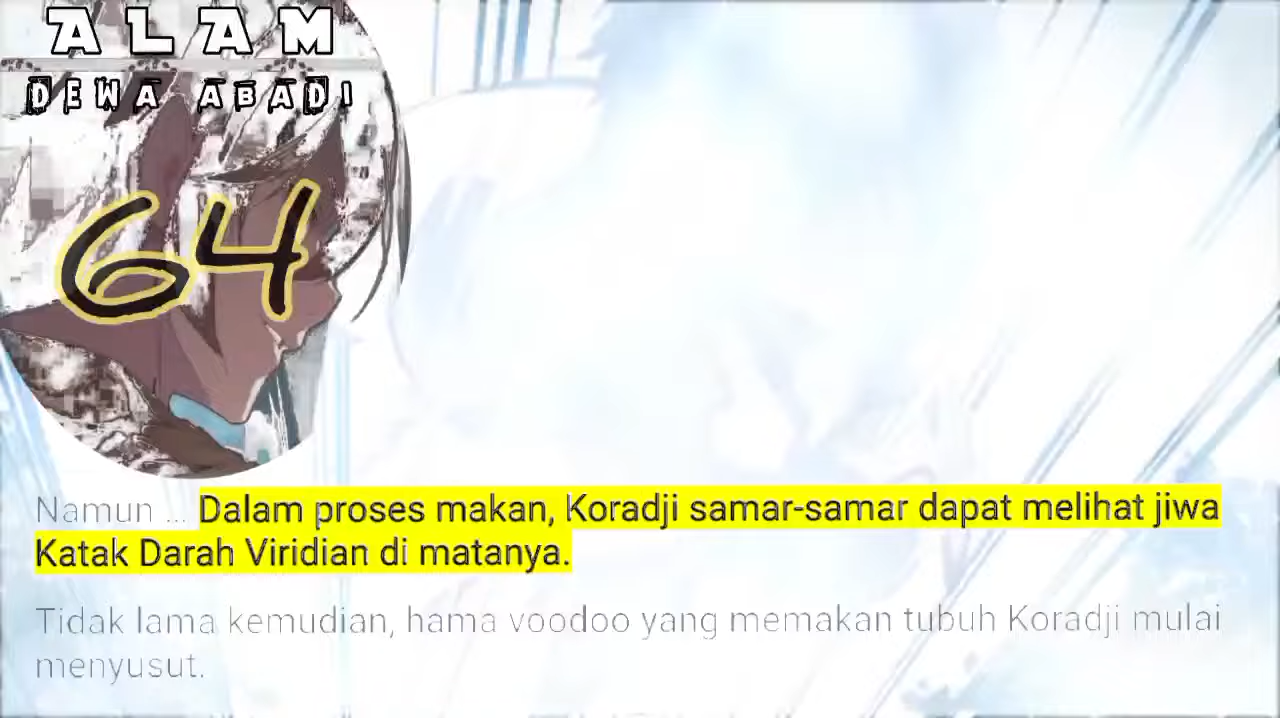 ALAM
DEWA ABADI
64
Namun ... Dalam proses makan, Koradji samar-samar dapat melihat jiwa
Katak Darah Viridian di matanya.
Tidak lama kemudian, hama voodoo yang memakan tubuh Koradji mulai
menyusut.